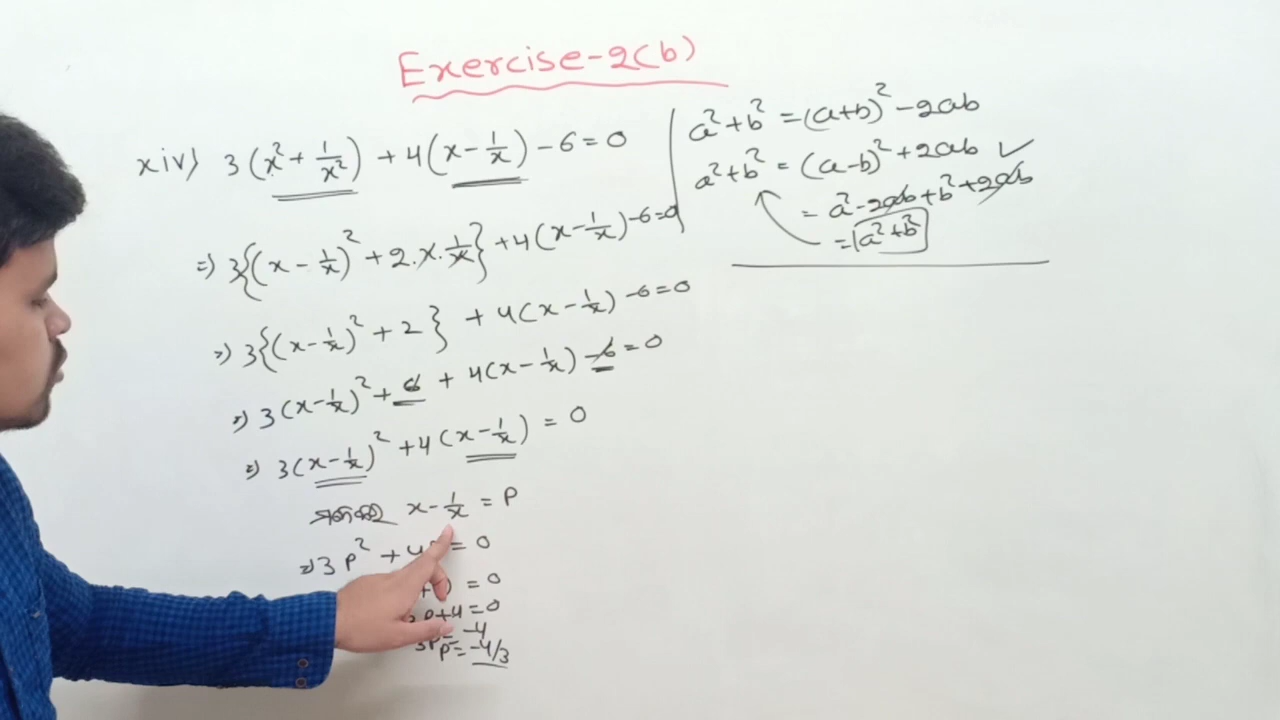 Exercise-2(b)
xiv) 3(x² + 1/x²) + 4(x - 1/x) - 6 = 0
⇒) 3{(x - 1/x)² + 2.x.1/x} + 4(x - 1/x) - 6 = 0
⇒) 3{(x - 1/x)² + 2} + 4(x - 1/x) - 6 = 0
⇒) 3(x - 1/x)² + 6 + 4(x - 1/x) - 6 = 0
⇒) 3(x - 1/x)² + 4(x - 1/x) = 0
x - 1/x = P
⇒) 3P² + 4 = 0
= 0
P + 4 = 0
3P = -4
P = -4/3
a² + b² = (a+b)² - 2ab
a² + b² = (a-b)² + 2ab ✓
= a² - 2ab + b² + 2ab
= a² + b²